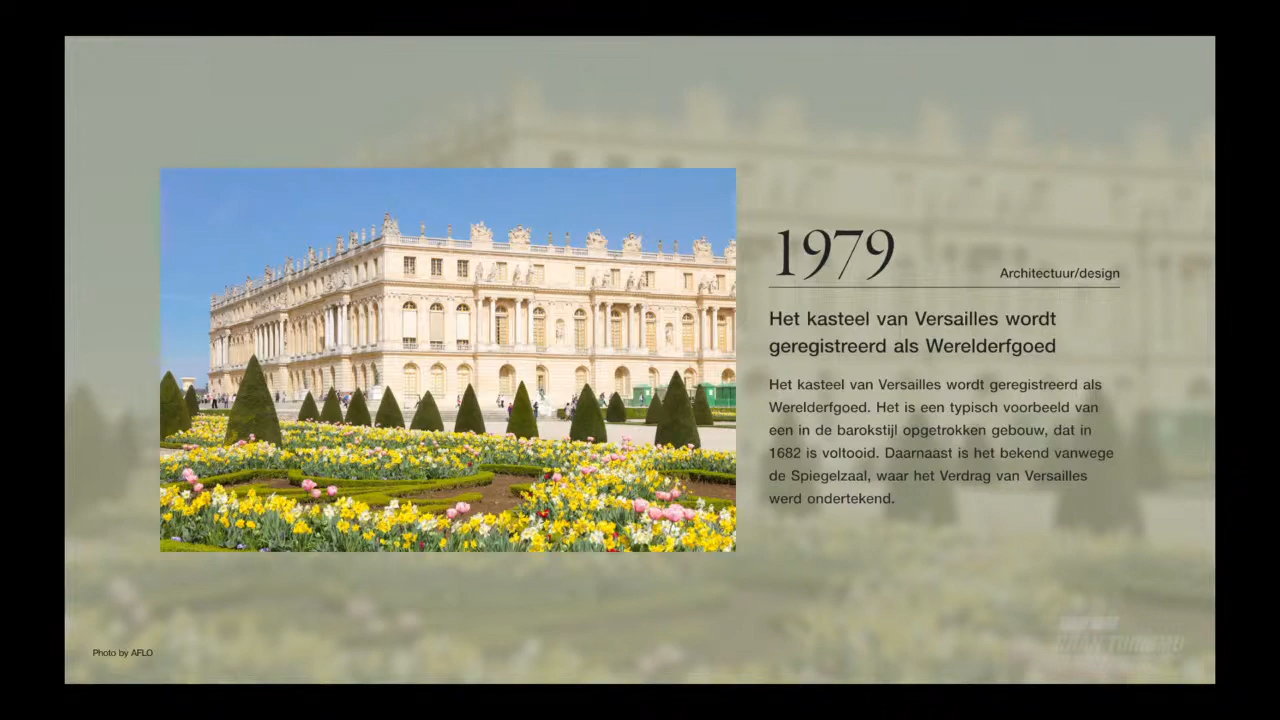 1979
Architectuur/design
Het kasteel van Versailles wordt
geregistreerd als Werelderfgoed
Het kasteel van Versailles wordt geregistreerd als
Werelderfgoed. Het is een typisch voorbeeld van
een in de barokstijl opgetrokken gebouw, dat in
1682 is voltooid. Daarnaast is het bekend vanwege
de Spiegelzaal, waar het Verdrag van Versailles
werd ondertekend.
Photo by AFLO
GRAN TURISMO